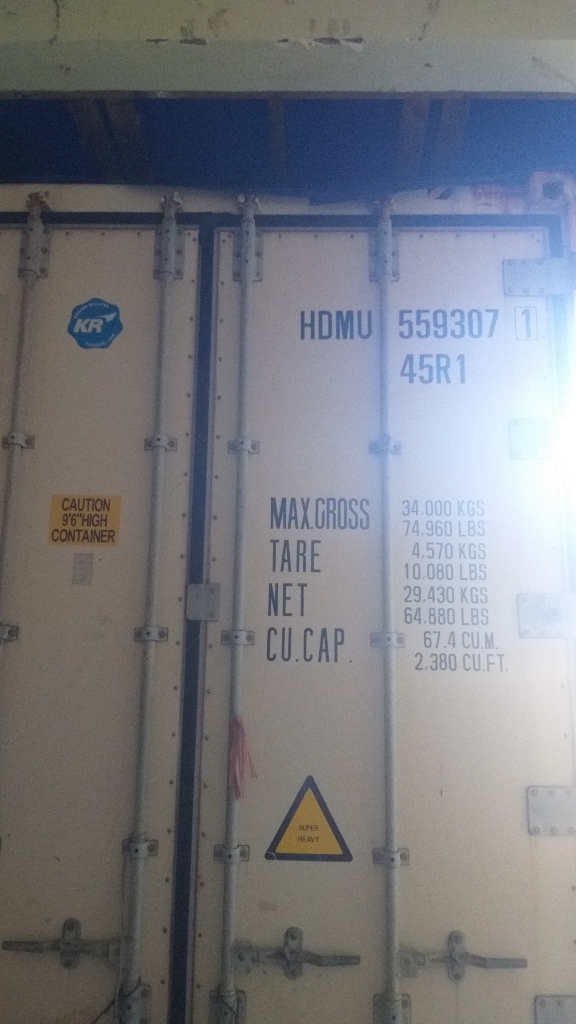 KR
HDMU 559307 1
45R1
CAUTION
9'6"HIGH
CONTAINER
MAX.GROSS 34.000 KGS
74.960 LBS
TARE 4.570 KGS
10.080 LBS
NET 29.430 KGS
64.880 LBS
CU.CAP. 67.4 CU.M.
2.380 CU.FT.
SUPER
HEAVY